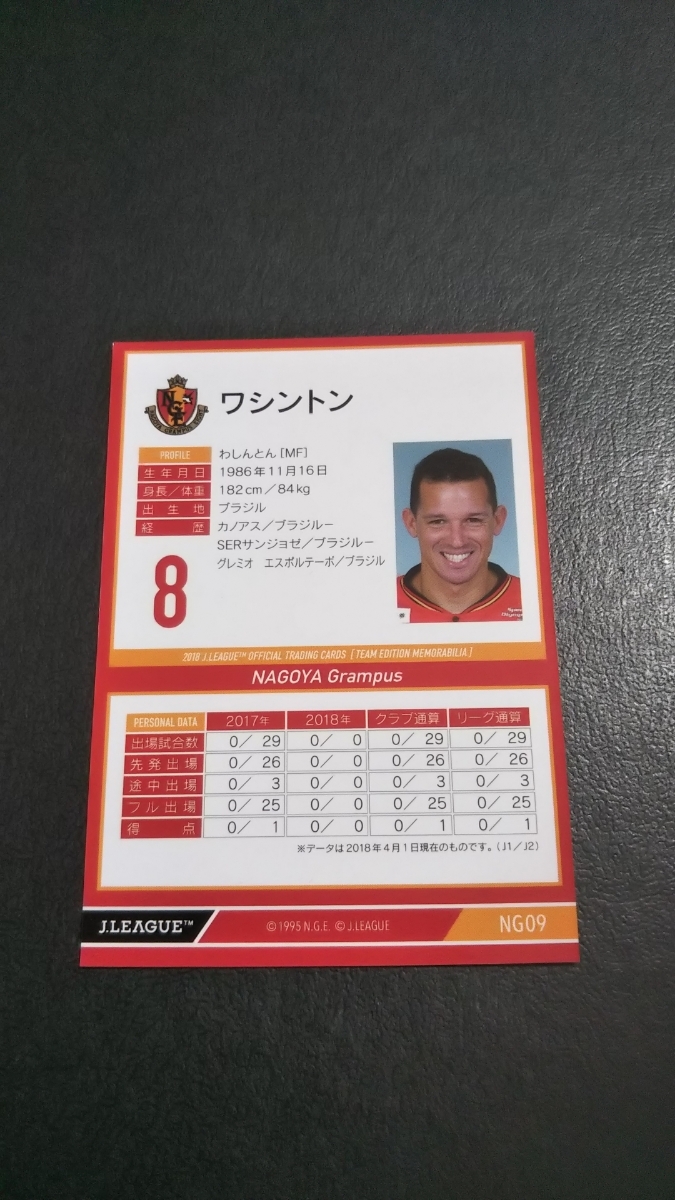 ワシントン
PROFILE わしんとん [MF]
生年月日 1986年11月16日
身長／体重 182cm／84kg
出生地 ブラジル
経歴 カノアス／ブラジル－
SERサンジョゼ／ブラジル－
グレミオ エスポルテーポ／ブラジル
8
2018 J.LEAGUE™ OFFICIAL TRADING CARDS [TEAM EDITION MEMORABILIA]
NAGOYA Grampus
PERSONAL DATA 2017年 2018年 クラブ通算 リーグ通算
出場試合数 0／ 29 0／ 0 0／ 29 0／ 29
先発出場 0／ 26 0／ 0 0／ 26 0／ 26
途中出場 0／ 3 0／ 0 0／ 3 0／ 3
フル出場 0／ 25 0／ 0 0／ 25 0／ 25
得点 0／ 1 0／ 0 0／ 1 0／ 1
※データは2018年4月1日現在のものです。（J1／J2）
J.LEAGUE™ ©1995 N.G.E. © J.LEAGUE NG09